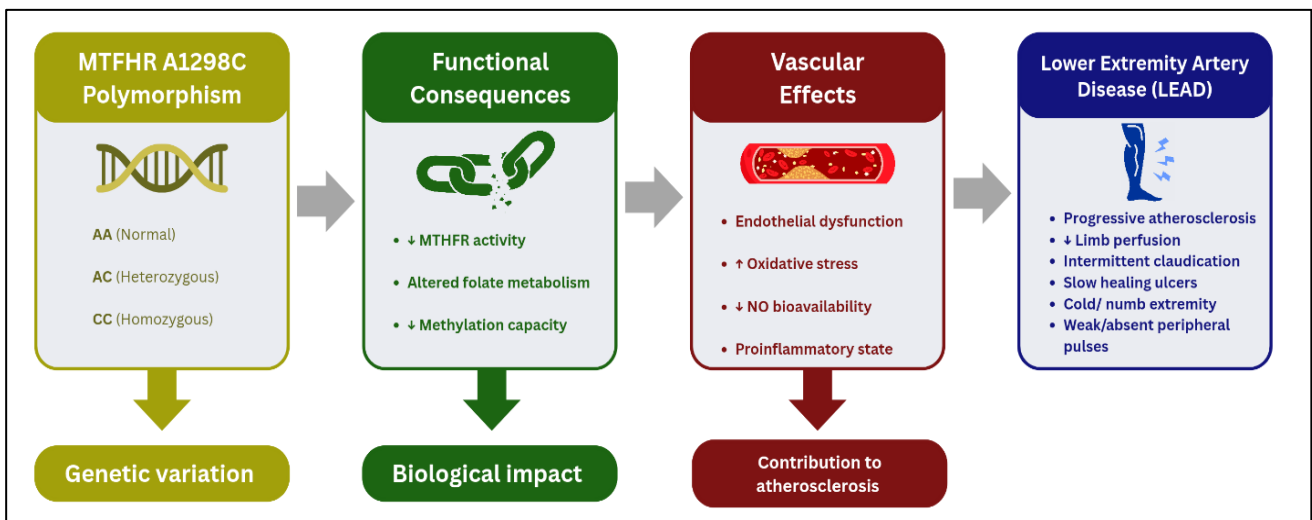 MTFHR A1298C
Polymorphism
AA (Normal)
AC (Heterozygous)
CC (Homozygous)
Genetic variation
Functional
Consequences
• ↓ MTHFR activity
• Altered folate metabolism
• ↓ Methylation capacity
Biological impact
Vascular
Effects
• Endothelial dysfunction
• ↑ Oxidative stress
• ↓ NO bioavailability
• Proinflammatory state
Contribution to
atherosclerosis
Lower Extremity Artery
Disease (LEAD)
• Progressive atherosclerosis
• ↓ Limb perfusion
• Intermittent claudication
• Slow healing ulcers
• Cold/ numb extremity
• Weak/absent peripheral
pulses